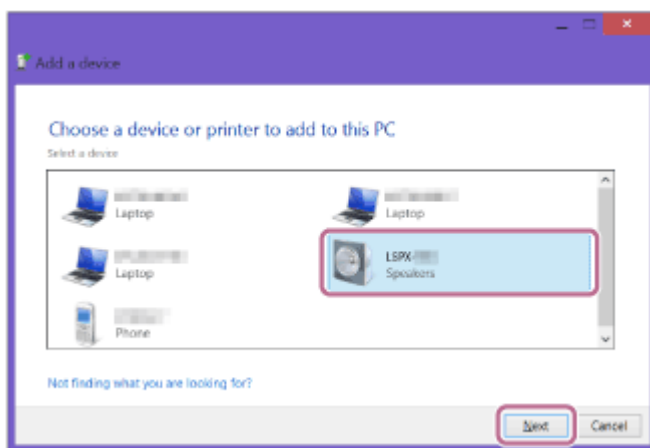 Add a device
Choose a device or printer to add to this PC
Select a device
Laptop
Laptop
Laptop
LSPX-
Speakers
Phone
Not finding what you are looking for?
Next
Cancel